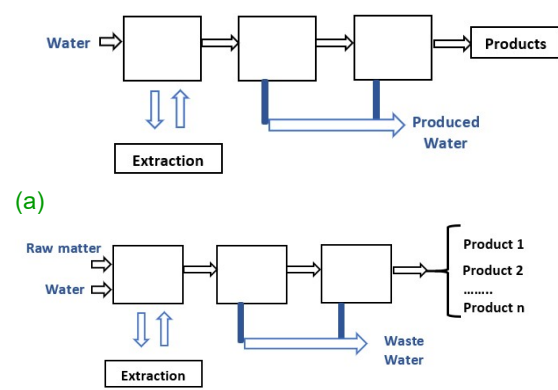 Water
Products
Produced
Water
Extraction
(a)
Raw matter
Water
Product 1
Product 2
........
Product n
Waste
Water
Extraction